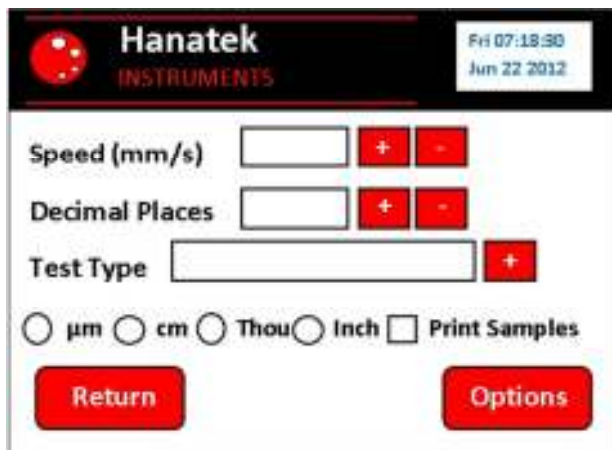 Hanatek
INSTRUMENTS
Fri 07:18:30
Jun 22 2012
Speed (mm/s) + -
Decimal Places + -
Test Type +
µm cm Thou Inch Print Samples
Return Options